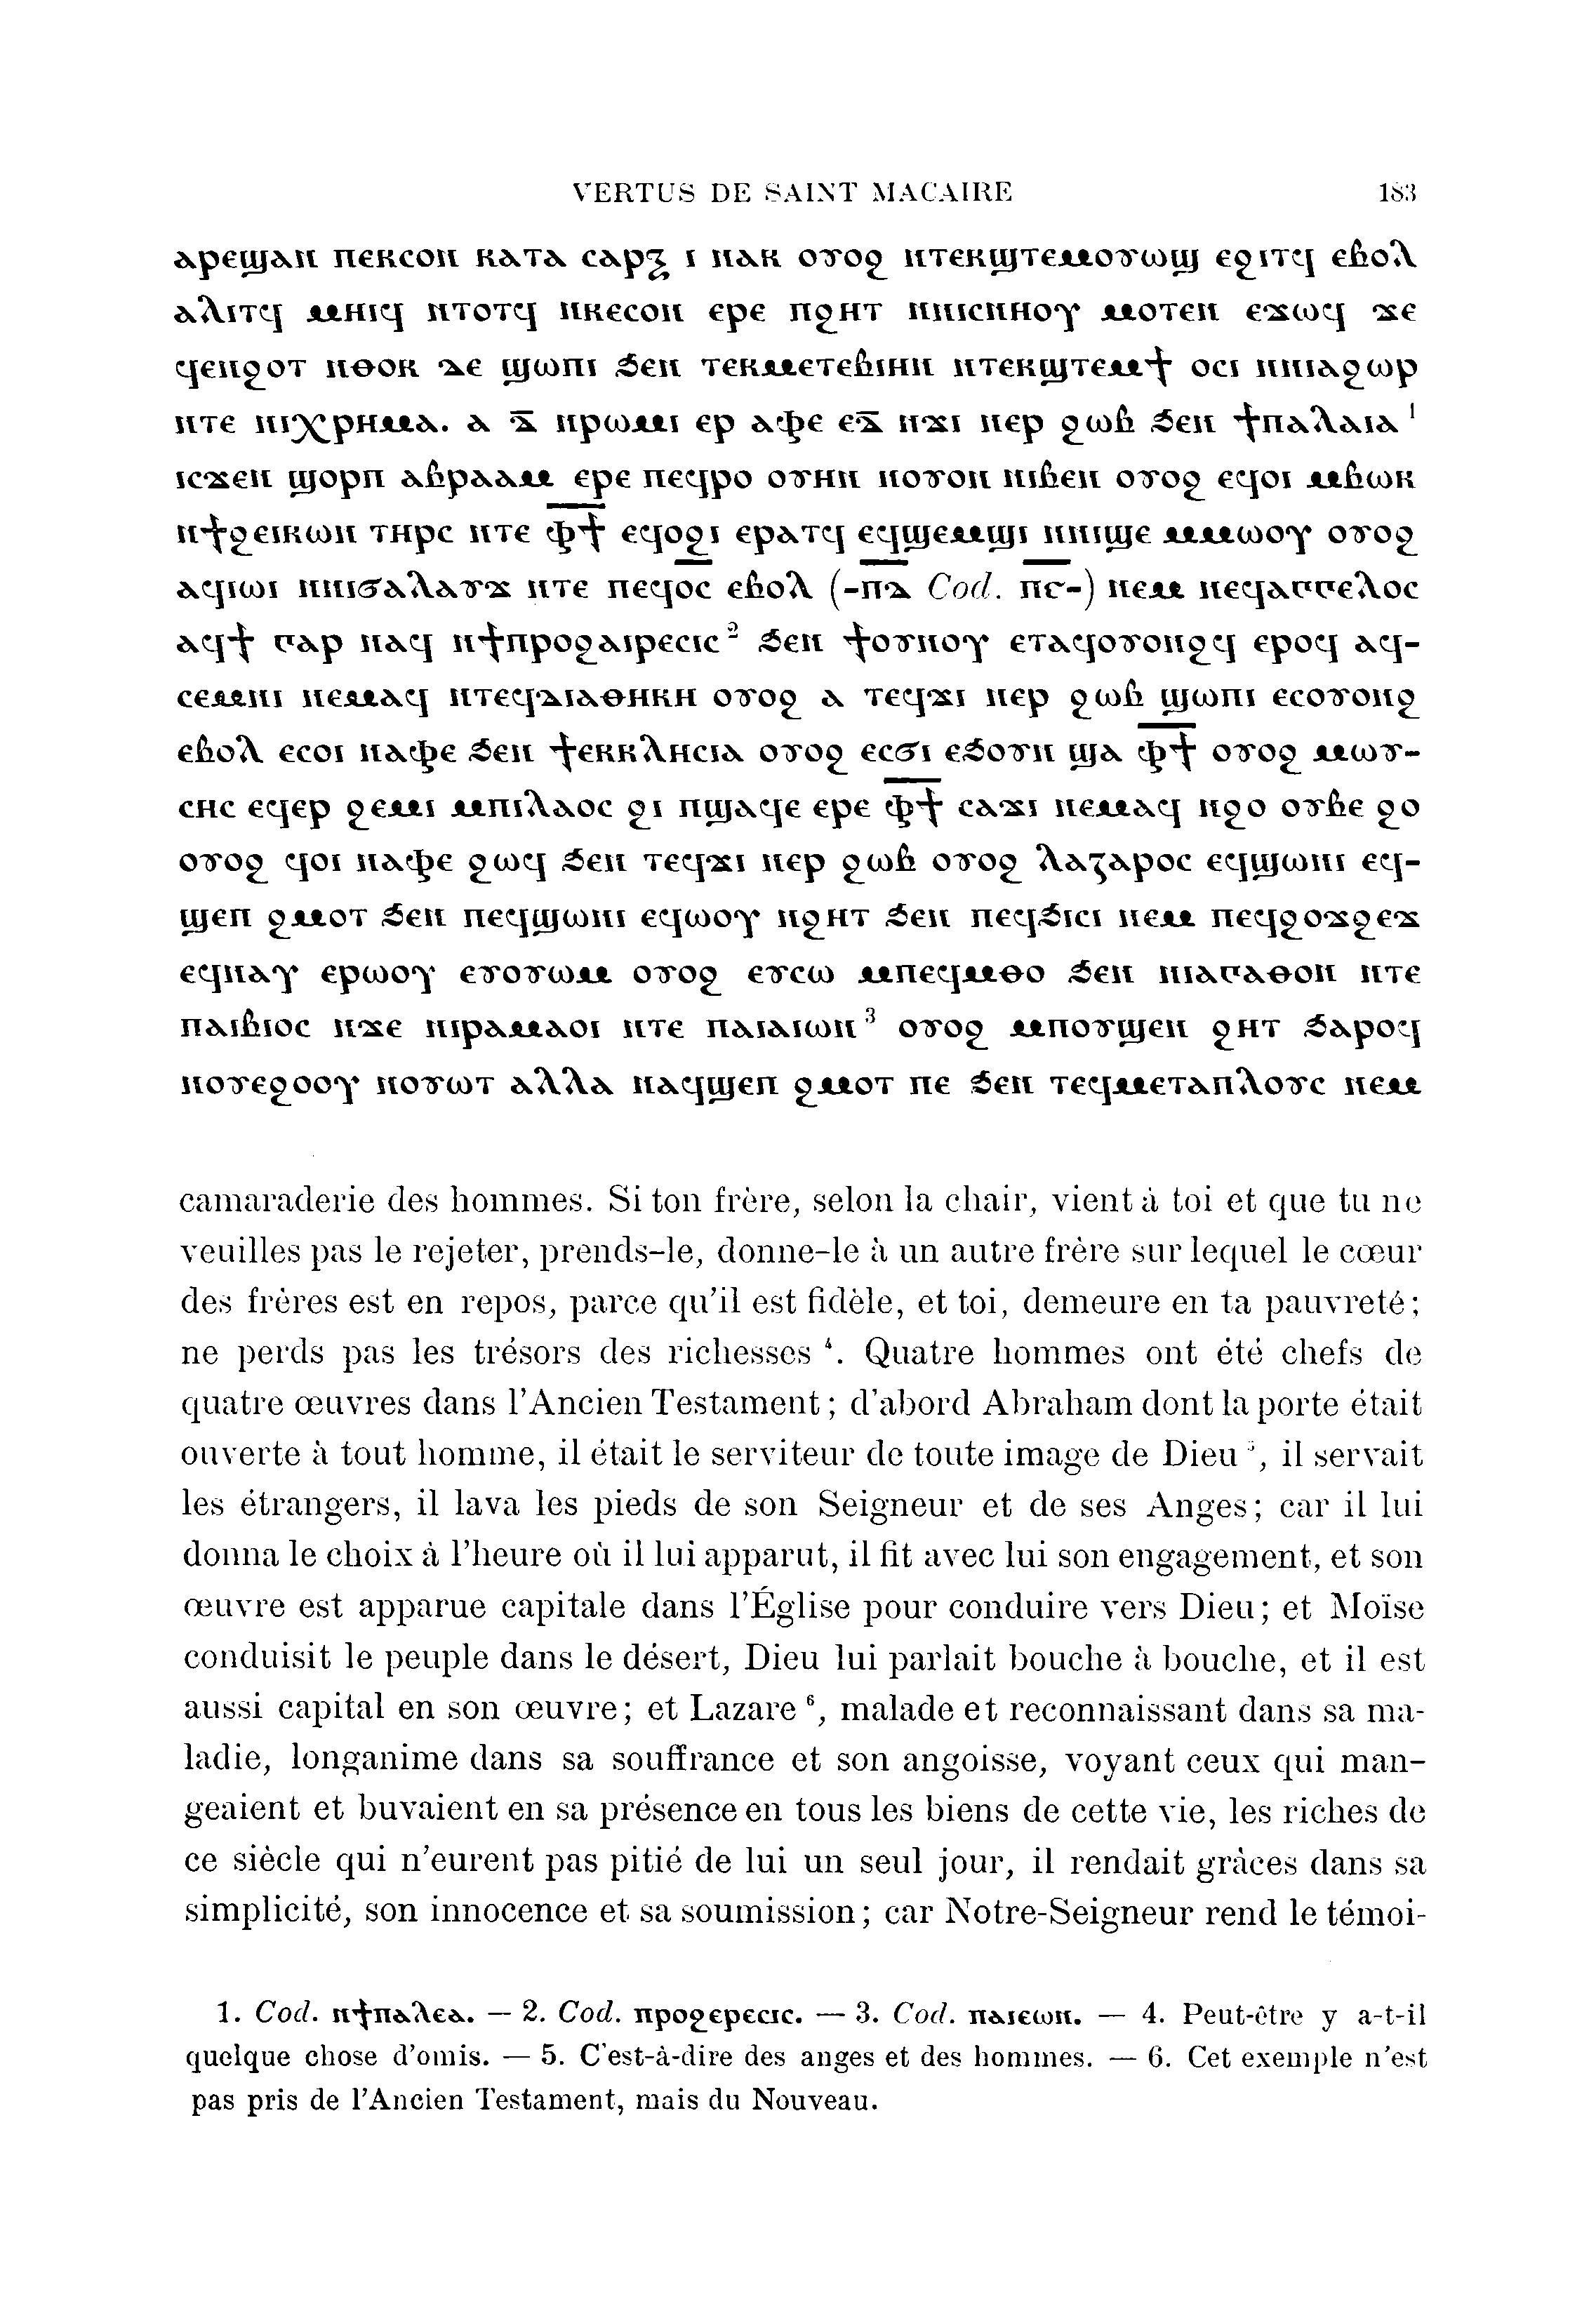 VERTUS DE SAINT MACAIRE 183
ⲁⲣⲉϣⲁⲛ ⲡⲉⲕⲥⲟⲛ ⲕⲁⲧⲁ ⲥⲁⲣⲝ ⲓ ⲛⲁⲕ ⲟⲩⲟϩ ⲛⲧⲉⲕϣⲧⲉⲙⲟⲩⲱϣ ⲉϩⲓⲧϥ ⲉⲃⲟⲗ
ⲁⲗⲓⲧϥ ⲙⲏⲓϥ ⲛⲧⲟⲧϥ ⲛⲕⲉⲥⲟⲛ ⲉⲣⲉ ⲡϩⲏⲧ ⲛⲛⲓⲥⲛⲏⲟⲩ ⲙⲟⲧⲉⲛ ⲉϫⲱϥ ϫⲉ
ϥⲉⲛϩⲟⲧ ⲛⲑⲟⲕ ⲇⲉ ϣⲱⲡⲓ ϧⲉⲛ ⲧⲉⲕⲙⲉⲧⲉⲃⲓⲏⲛ ⲛⲧⲉⲕϣⲧⲉⲙϯ ⲟⲥⲓ ⲛⲛⲓⲁϩⲱⲣ
ⲛⲧⲉ ⲛⲓⲭⲣⲏⲙⲁ. ⲁ ⲇ̅ ⲛⲣⲱⲙⲓ ⲉⲣ ⲁⲫⲉ ⲉⲇ̅ ⲛϫⲓ ⲛⲉⲣ ϩⲱⲃ ϧⲉⲛ ϯⲡⲁⲗⲁⲓⲁ ¹
ⲓⲥϫⲉⲛ ϣⲟⲣⲡ ⲁⲃⲣⲁⲁⲙ ⲉⲣⲉ ⲡⲉϥⲣⲟ ⲟⲩⲏⲛ ⲛⲟⲩⲟⲛ ⲛⲓⲃⲉⲛ ⲟⲩⲟϩ ⲉϥⲟⲓ ⲙⲃⲱⲕ
ⲛϯϩⲉⲓⲕⲱⲛ ⲧⲏⲣⲥ ⲛⲧⲉ ⲫ̅ϯ̅ ⲉϥⲟϩⲓ ⲉⲣⲁⲧϥ ⲉϥϣⲉⲙϣⲓ ⲛⲛⲓϣⲉ ⲙⲙⲱⲟⲩ ⲟⲩⲟϩ
ⲁϥⲓⲱⲓ ⲛⲛⲓϭⲁⲗⲁⲩϫ ⲛⲧⲉ ⲡⲉϥⲟ̅ⲥ̅ ⲉⲃⲟⲗ (-ⲡ̅ⲇ̅ Cod. ⲡ̅ⲅ̅-) ⲛⲉⲙ ⲛⲉϥⲁⲅⲅⲉⲗⲟⲥ
ⲁϥϯ ⲅⲁⲣ ⲛⲁϥ ⲛϯⲡⲣⲟϩⲁⲓⲣⲉⲥⲓⲥ ² ϧⲉⲛ ϯⲟⲩⲛⲟⲩ ⲉⲧⲁϥⲟⲩⲟⲛϩϥ ⲉⲣⲟϥ ⲁϥ-
ⲥⲉⲙⲛⲓ ⲛⲉⲙⲁϥ ⲛⲧⲉϥⲇⲓⲁⲑⲏⲕⲏ ⲟⲩⲟϩ ⲁ ⲧⲉϥϫⲓ ⲛⲉⲣ ϩⲱⲃ ϣⲱⲡⲓ ⲉⲥⲟⲩⲟⲛϩ
ⲉⲃⲟⲗ ⲉⲥⲟⲓ ⲛⲁⲫⲉ ϧⲉⲛ ϯⲉⲕⲕⲗⲏⲥⲓⲁ ⲟⲩⲟϩ ⲉⲥϭⲓ ⲉϧⲟⲩⲛ ϣⲁ ⲫ̅ϯ̅ ⲟⲩⲟϩ ⲙⲱⲩ-
ⲥⲏⲥ ⲉϥⲉⲣ ϩⲉⲙⲓ ⲙⲡⲓⲗⲁⲟⲥ ϩⲓ ⲡϣⲁϥⲉ ⲉⲣⲉ ⲫ̅ϯ̅ ⲥⲁϫⲓ ⲛⲉⲙⲁϥ ⲛϩⲟ ⲟⲩⲃⲉ ϩⲟ
ⲟⲩⲟϩ ϥⲟⲓ ⲛⲁⲫⲉ ϩⲱϥ ϧⲉⲛ ⲧⲉϥϫⲓ ⲛⲉⲣ ϩⲱⲃ ⲟⲩⲟϩ ⲗⲁⲍⲁⲣⲟⲥ ⲉϥϣⲱⲛⲓ ⲉϥ-
ϣⲉⲡ ϩⲙⲟⲧ ϧⲉⲛ ⲡⲉϥϣⲱⲛⲓ ⲉϥⲱⲟⲩ ⲛϩⲏⲧ ϧⲉⲛ ⲡⲉϥϧⲓⲥⲓ ⲛⲉⲙ ⲡⲉϥϩⲟϫϩⲉϫ
ⲉϥⲛⲁⲩ ⲉⲣⲱⲟⲩ ⲉⲩⲟⲩⲱⲙ ⲟⲩⲟϩ ⲉⲩⲥⲱ ⲙⲡⲉϥⲙⲑⲟ ϧⲉⲛ ⲛⲓⲁⲅⲁⲑⲟⲛ ⲛⲧⲉ
ⲡⲁⲓⲃⲓⲟⲥ ⲛϫⲉ ⲛⲓⲣⲁⲙⲁⲟⲓ ⲛⲧⲉ ⲡⲁⲓⲁⲓⲱⲛ ³ ⲟⲩⲟϩ ⲙⲡⲟⲩϣⲉⲛ ϩⲏⲧ ϧⲁⲣⲟϥ
ⲛⲟⲩⲉϩⲟⲟⲩ ⲛⲟⲩⲱⲧ ⲁⲗⲗⲁ ⲛⲁϥϣⲉⲡ ϩⲙⲟⲧ ⲡⲉ ϧⲉⲛ ⲧⲉϥⲙⲉⲧⲁⲡⲗⲟⲩⲥ ⲛⲉⲙ
camaraderie des hommes. Si ton frère, selon la chair, vient à toi et que tu ne
veuilles pas le rejeter, prends-le, donne-le à un autre frère sur lequel le cœur
des frères est en repos, parce qu'il est fidèle, et toi, demeure en ta pauvreté;
ne perds pas les trésors des richesses ⁴. Quatre hommes ont été chefs de
quatre œuvres dans l'Ancien Testament; d'abord Abraham dont la porte était
ouverte à tout homme, il était le serviteur de toute image de Dieu ⁵, il servait
les étrangers, il lava les pieds de son Seigneur et de ses Anges; car il lui
donna le choix à l'heure où il lui apparut, il fit avec lui son engagement, et son
œuvre est apparue capitale dans l'Église pour conduire vers Dieu; et Moïse
conduisit le peuple dans le désert, Dieu lui parlait bouche à bouche, et il est
aussi capital en son œuvre; et Lazare ⁶, malade et reconnaissant dans sa ma-
ladie, longanime dans sa souffrance et son angoisse, voyant ceux qui man-
geaient et buvaient en sa présence en tous les biens de cette vie, les riches de
ce siècle qui n'eurent pas pitié de lui un seul jour, il rendait grâces dans sa
simplicité, son innocence et sa soumission; car Notre-Seigneur rend le témoi-
1. Cod. ⲛϯⲡⲁⲗⲉⲁ. — 2. Cod. ⲡⲣⲟϩⲉⲣⲉⲥⲓⲥ. — 3. Cod. ⲡⲁⲓⲉⲱⲛ. — 4. Peut-être y a-t-il
quelque chose d'omis. — 5. C'est-à-dire des anges et des hommes. — 6. Cet exemple n'est
pas pris de l'Ancien Testament, mais du Nouveau.